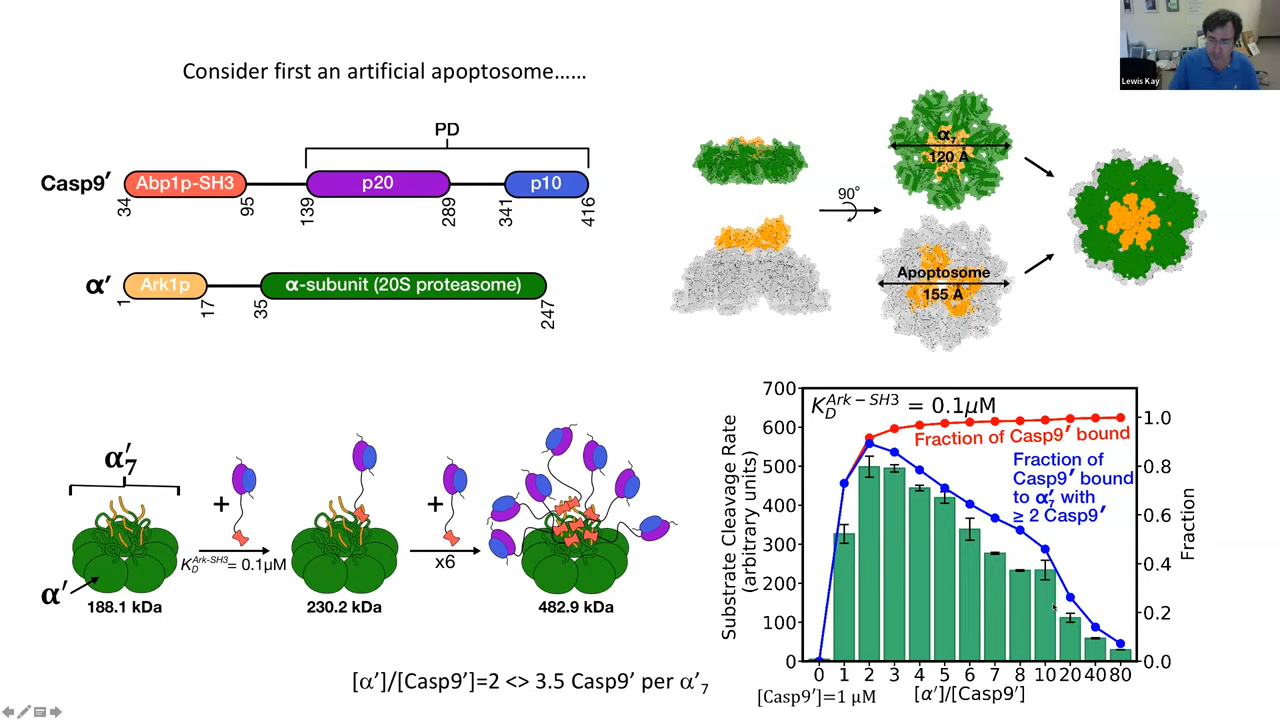 Lewis Kay
Consider first an artificial apoptosome……
PD
Casp9′
Abp1p-SH3
p20
p10
34
95
139
289
341
416
α′
Ark1p
α-subunit (20S proteasome)
1
17
35
247
90°
α7
120 Å
Apoptosome
155 Å
α′7
+
+
K_D^Ark-SH3 = 0.1μM
x6
α′
188.1 kDa
230.2 kDa
482.9 kDa
[α′]/[Casp9′]=2 <> 3.5 Casp9′ per α′7
K_D^Ark−SH3 = 0.1μM
Fraction of Casp9′ bound
Fraction of
Casp9′ bound
to α′7 with
≥ 2 Casp9′
Substrate Cleavage Rate
(arbitrary units)
700
600
500
400
300
200
100
0
1.0
0.8
0.6
0.4
0.2
0.0
Fraction
0 1 2 3 4 5 6 7 8 10 20 40 80
[α′]/[Casp9′]
[Casp9′]=1 μM